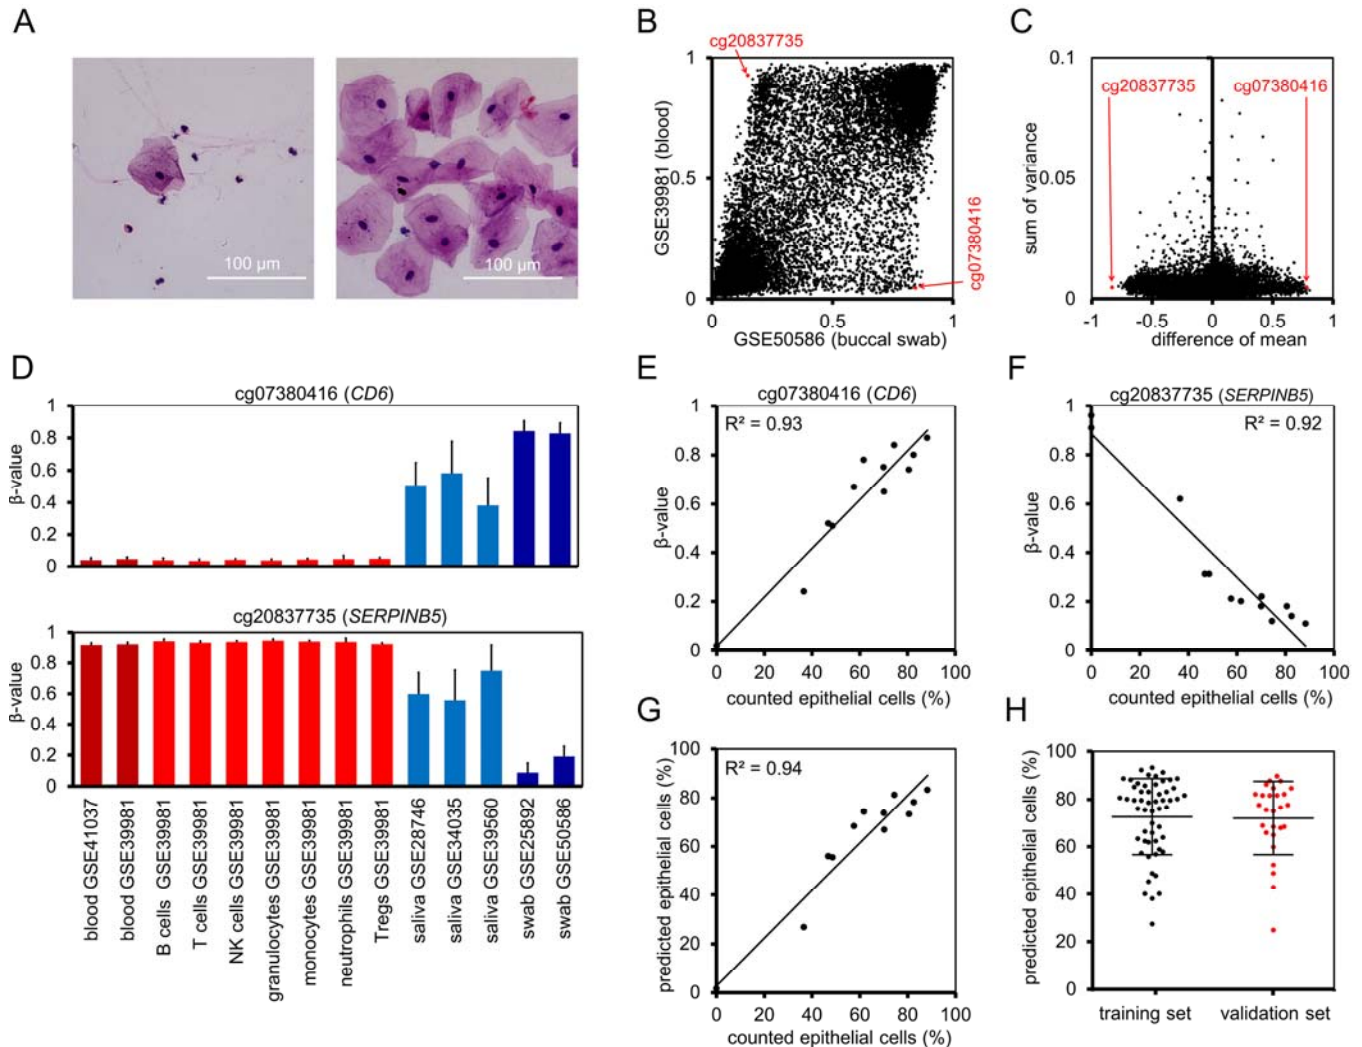 A
100 µm
100 µm
B
cg20837735
GSE39981 (blood)
1
0.5
0
0
0.5
1
GSE50586 (buccal swab)
cg07380416
C
sum of variance
0.1
0.05
0
cg20837735
cg07380416
-1
-0.5
0
0.5
1
difference of mean
D
cg07380416 (CD6)
β-value
1
0.8
0.6
0.4
0.2
0
cg20837735 (SERPINB5)
β-value
1
0.8
0.6
0.4
0.2
0
blood GSE41037
blood GSE39981
B cells GSE39981
T cells GSE39981
NK cells GSE39981
granulocytes GSE39981
monocytes GSE39981
neutrophils GSE39981
Tregs GSE39981
saliva GSE28746
saliva GSE34035
saliva GSE39560
swab GSE25892
swab GSE50586
E
cg07380416 (CD6)
R² = 0.93
β-value
1
0.8
0.6
0.4
0.2
0
0 20 40 60 80 100
counted epithelial cells (%)
F
cg20837735 (SERPINB5)
R² = 0.92
β-value
1
0.8
0.6
0.4
0.2
0
0 20 40 60 80 100
counted epithelial cells (%)
G
R² = 0.94
predicted epithelial cells (%)
100
80
60
40
20
0
0 20 40 60 80 100
counted epithelial cells (%)
H
predicted epithelial cells (%)
100
80
60
40
20
0
training set
validation set